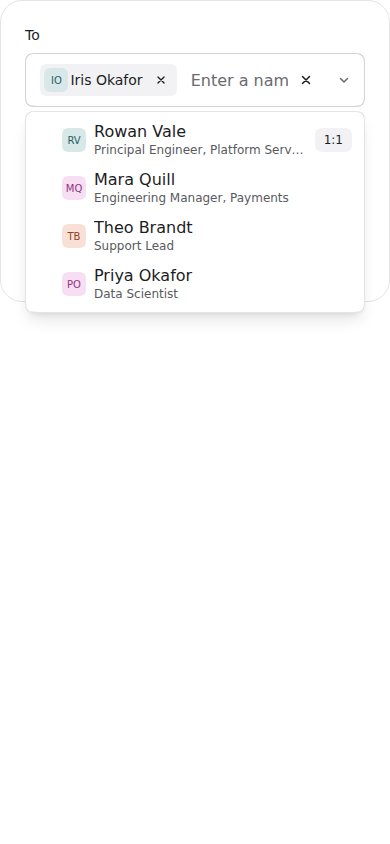 To
IO Iris Okafor Enter a nam
RV Rowan Vale 1:1
Principal Engineer, Platform Serv...
MQ Mara Quill
Engineering Manager, Payments
TB Theo Brandt
Support Lead
PO Priya Okafor
Data Scientist